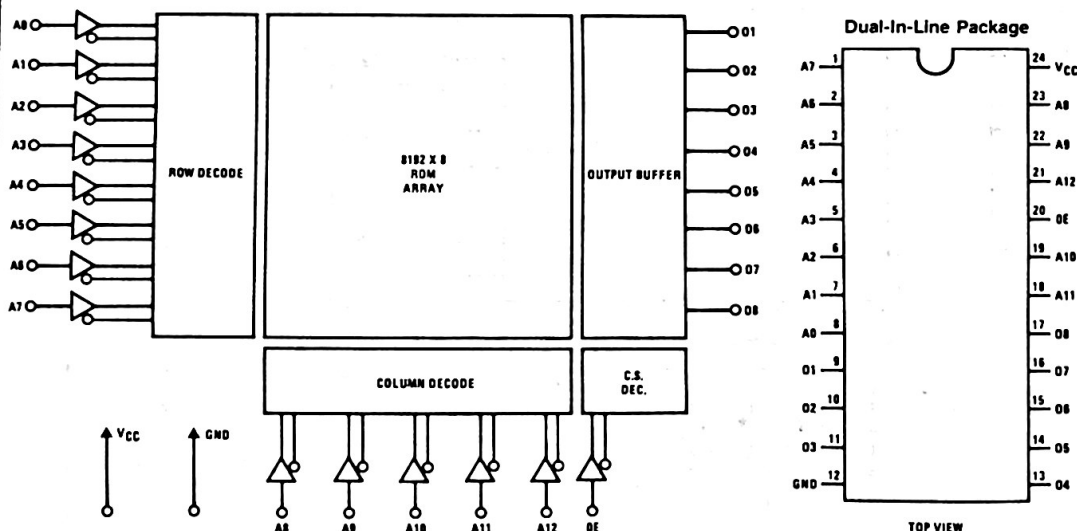 A0
A1
A2
A3
A4
A5
A6
A7
ROW DECODE
8192 X 8
ROM
ARRAY
OUTPUT BUFFER
O1
O2
O3
O4
O5
O6
O7
O8
COLUMN DECODE
C.S.
DEC.
VCC
GND
A8
A9
A10
A11
A12
OE
Dual-In-Line Package
A7 1 24 VCC
A6 2 23 A8
A5 3 22 A9
A4 4 21 A12
A3 5 20 OE
A2 6 19 A10
A1 7 18 A11
A0 8 17 O8
O1 9 16 O7
O2 10 15 O6
O3 11 14 O5
GND 12 13 O4
TOP VIEW